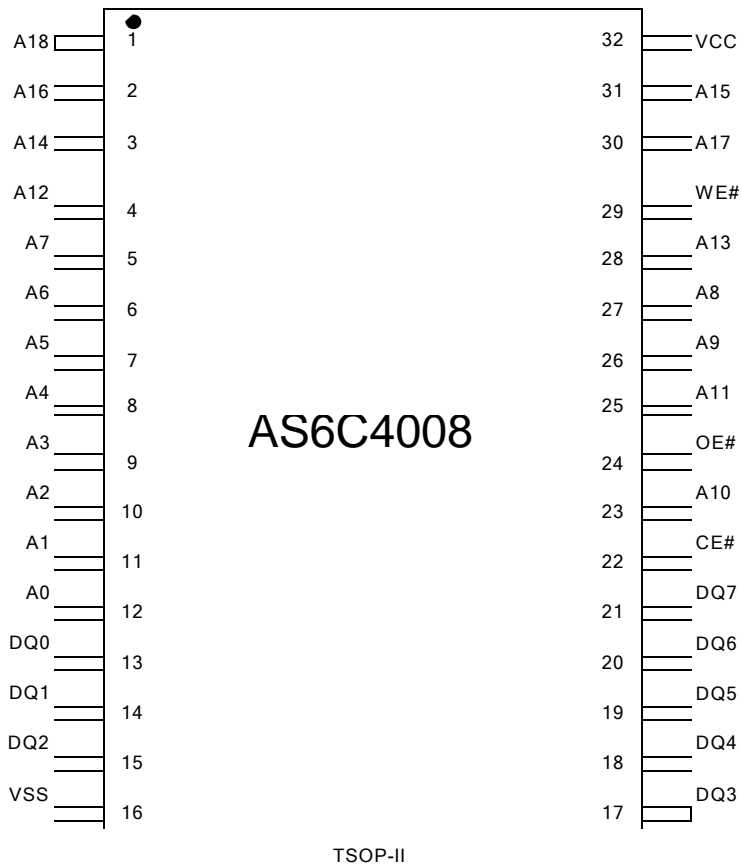 A18 1 32 VCC
A16 2 31 A15
A14 3 30 A17
A12 4 29 WE#
A7 5 28 A13
A6 6 27 A8
A5 7 26 A9
A4 8 25 A11
AS6C4008
A3 9 24 OE#
A2 10 23 A10
A1 11 22 CE#
A0 12 21 DQ7
DQ0 13 20 DQ6
DQ1 14 19 DQ5
DQ2 15 18 DQ4
VSS 16 17 DQ3
TSOP-II